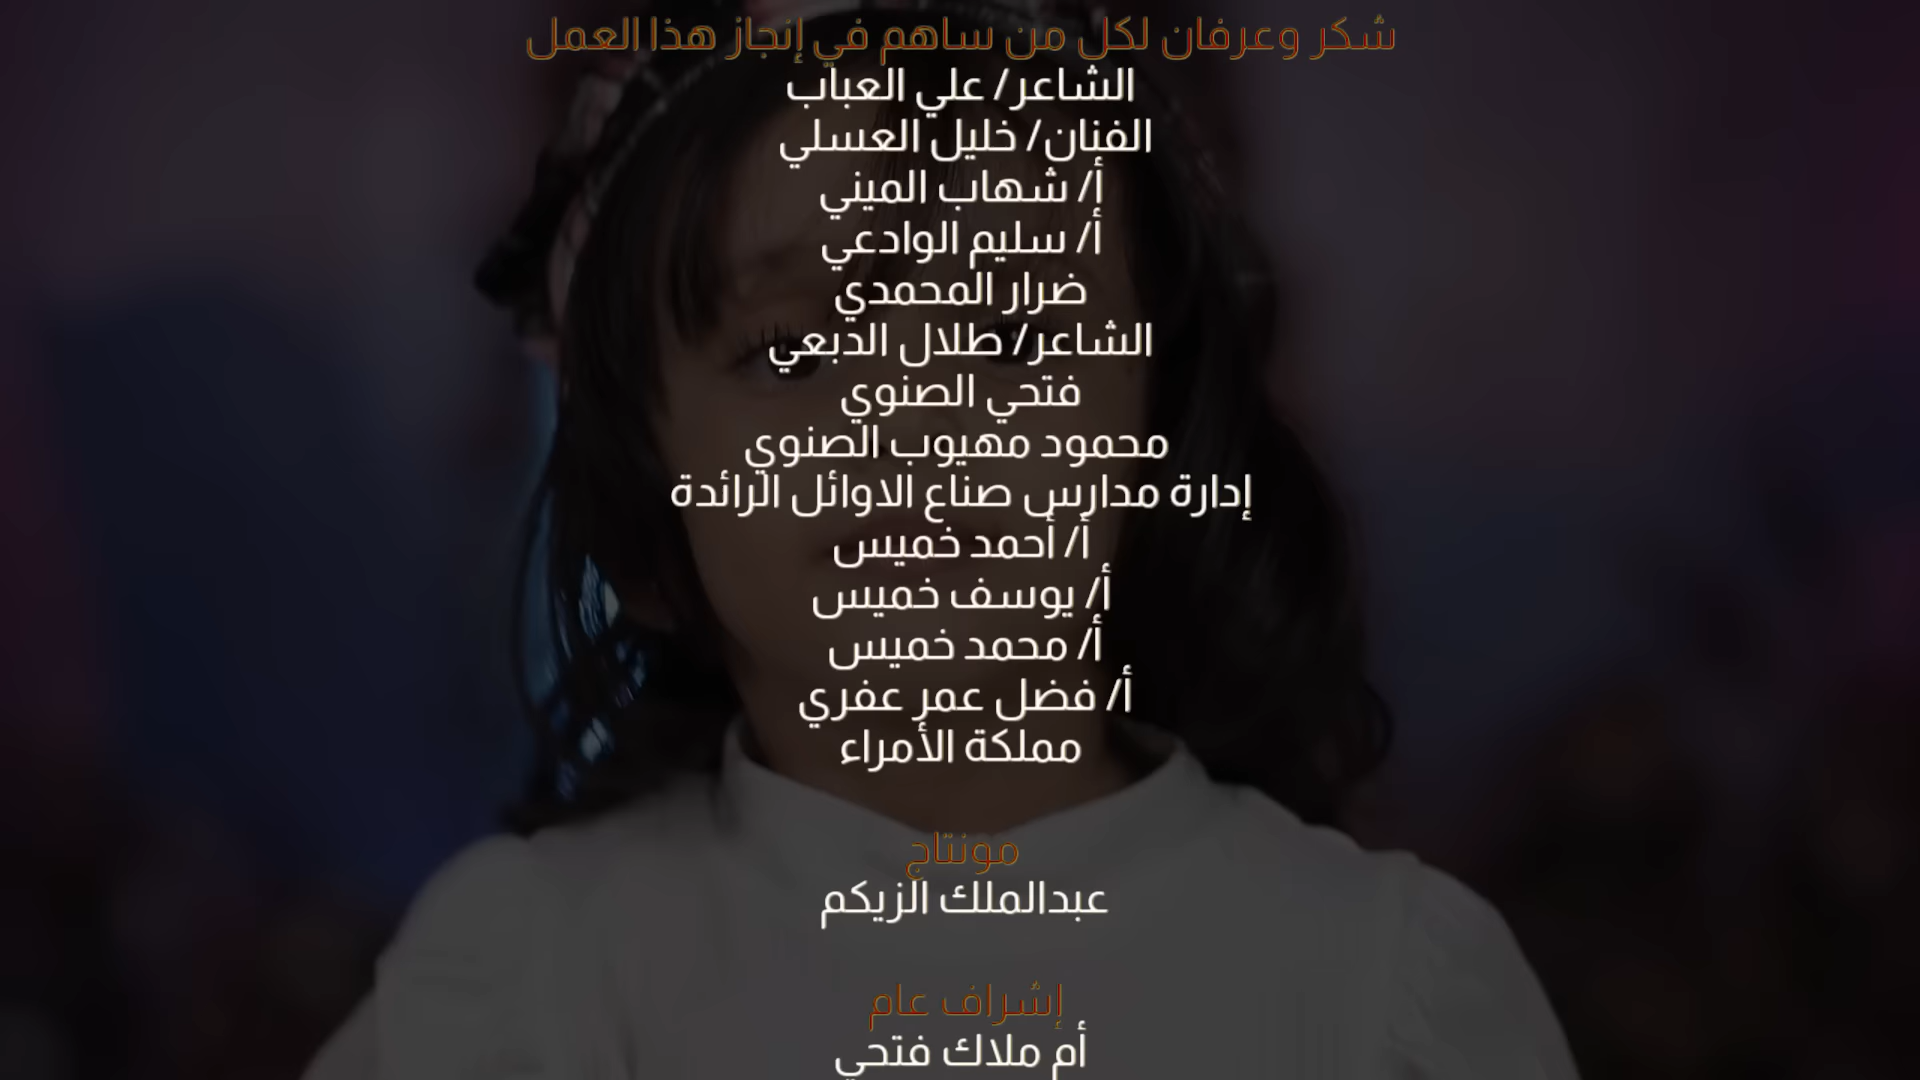 شكر وعرفان لكل من ساهم في إنجاز هذا العمل
الشاعر/ علي العباب
الفنان/ خليل العسلي
أ/ شهاب الميني
أ/ سليم الوادعي
ضرار المحمدي
الشاعر/ طلال الدبعي
فتحي الصنوي
محمود مهيوب الصنوي
إدارة مدارس صناع الاوائل الرائدة
أ/ أحمد خميس
أ/ يوسف خميس
أ/ محمد خميس
أ/ فضل عمر عفري
مملكة الأمراء
مونتاج
عبدالملك الزيكم
إشراف عام
أم ملاك فتحي